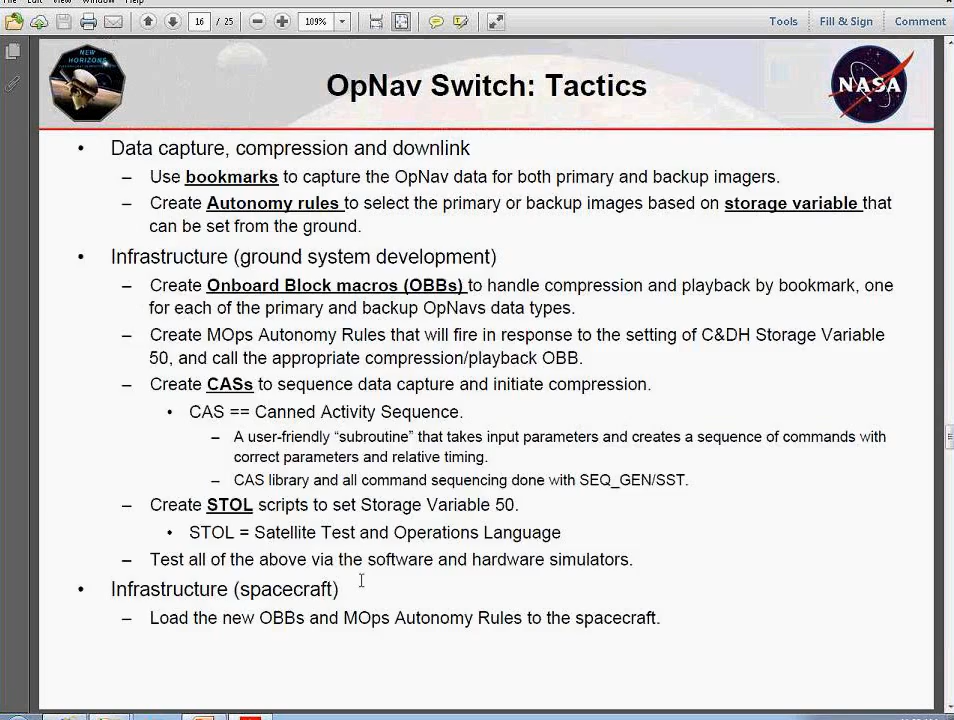 File Edit View Window Help
16 / 25 109% Tools Fill & Sign Comment
NEW
HORIZONS
OpNav Switch: Tactics
NASA
• Data capture, compression and downlink
– Use bookmarks to capture the OpNav data for both primary and backup imagers.
– Create Autonomy rules to select the primary or backup images based on storage variable that
can be set from the ground.
• Infrastructure (ground system development)
– Create Onboard Block macros (OBBs) to handle compression and playback by bookmark, one
for each of the primary and backup OpNavs data types.
– Create MOps Autonomy Rules that will fire in response to the setting of C&DH Storage Variable
50, and call the appropriate compression/playback OBB.
– Create CASs to sequence data capture and initiate compression.
• CAS == Canned Activity Sequence.
– A user-friendly “subroutine” that takes input parameters and creates a sequence of commands with
correct parameters and relative timing.
– CAS library and all command sequencing done with SEQ_GEN/SST.
– Create STOL scripts to set Storage Variable 50.
• STOL = Satellite Test and Operations Language
– Test all of the above via the software and hardware simulators.
• Infrastructure (spacecraft)
– Load the new OBBs and MOps Autonomy Rules to the spacecraft.